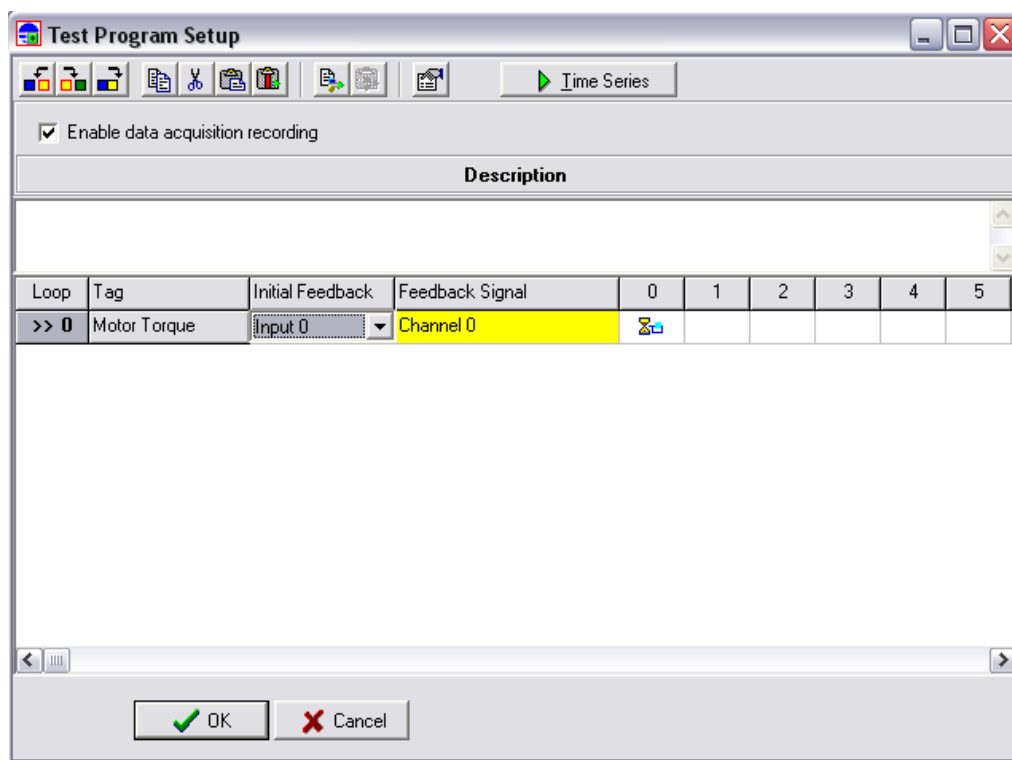 Test Program Setup
Time Series
Enable data acquisition recording
Description
Loop Tag Initial Feedback Feedback Signal 0 1 2 3 4 5
>> 0 Motor Torque Input 0 Channel 0
OK Cancel